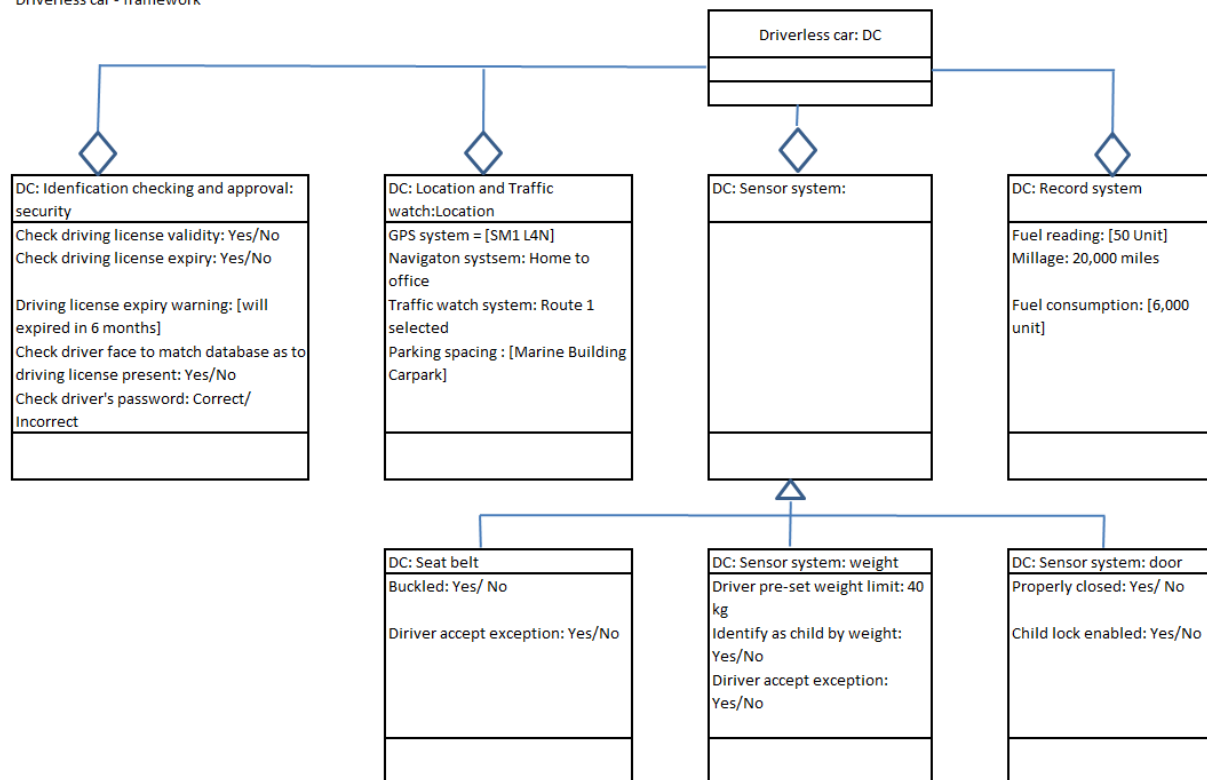 Driverless car - framework
Driverless car: DC
DC: Idenfication checking and approval:
security
Check driving license validity: Yes/No
Check driving license expiry: Yes/No
Driving license expiry warning: [will
expired in 6 months]
Check driver face to match database as to
driving license present: Yes/No
Check driver's password: Correct/
Incorrect
DC: Location and Traffic
watch:Location
GPS system = [SM1 L4N]
Navigaton systsem: Home to
office
Traffic watch system: Route 1
selected
Parking spacing : [Marine Building
Carpark]
DC: Sensor system:
DC: Record system
Fuel reading: [50 Unit]
Millage: 20,000 miles
Fuel consumption: [6,000
unit]
DC: Seat belt
Buckled: Yes/ No
Diriver accept exception: Yes/No
DC: Sensor system: weight
Driver pre-set weight limit: 40
kg
Identify as child by weight:
Yes/No
Diriver accept exception:
Yes/No
DC: Sensor system: door
Properly closed: Yes/ No
Child lock enabled: Yes/No